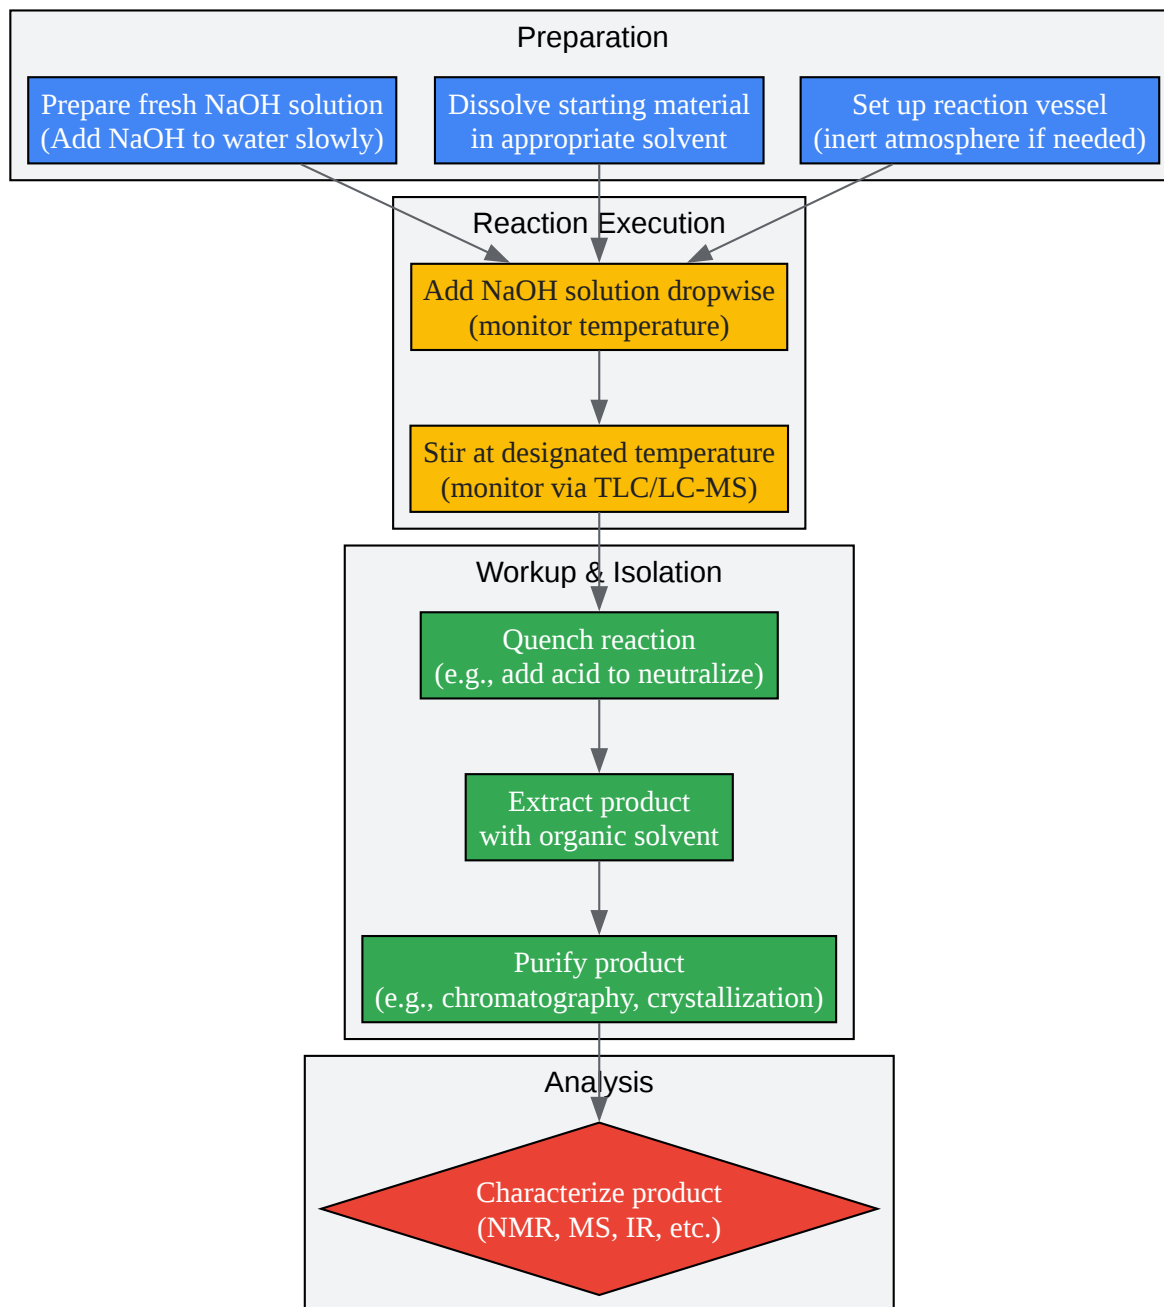 Preparation
Prepare fresh NaOH solution
(Add NaOH to water slowly)
Dissolve starting material
in appropriate solvent
Set up reaction vessel
(inert atmosphere if needed)
Reaction Execution
Add NaOH solution dropwise
(monitor temperature)
Stir at designated temperature
(monitor via TLC/LC-MS)
Workup & Isolation
Quench reaction
(e.g., add acid to neutralize)
Extract product
with organic solvent
Purify product
(e.g., chromatography, crystallization)
Analysis
Characterize product
(NMR, MS, IR, etc.)